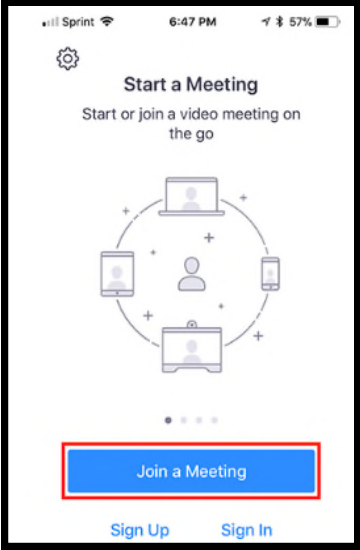 Sprint 6:47 PM 57%
Start a Meeting
Start or join a video meeting on
the go
Join a Meeting
Sign Up Sign In